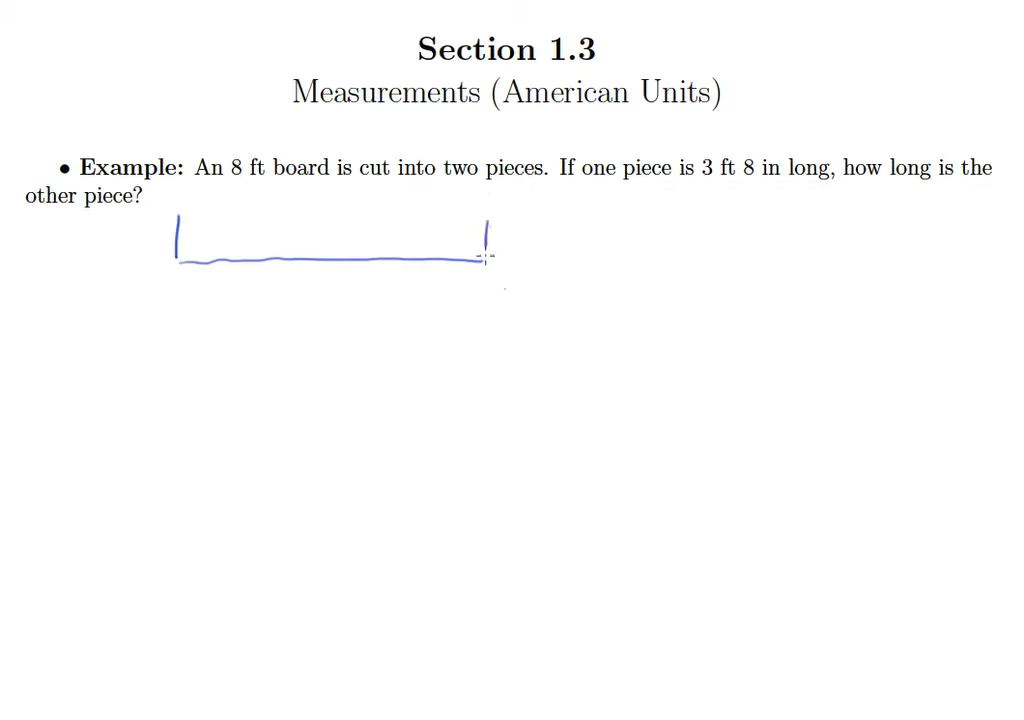 Section 1.3
Measurements (American Units)
• Example: An 8 ft board is cut into two pieces. If one piece is 3 ft 8 in long, how long is the
other piece?